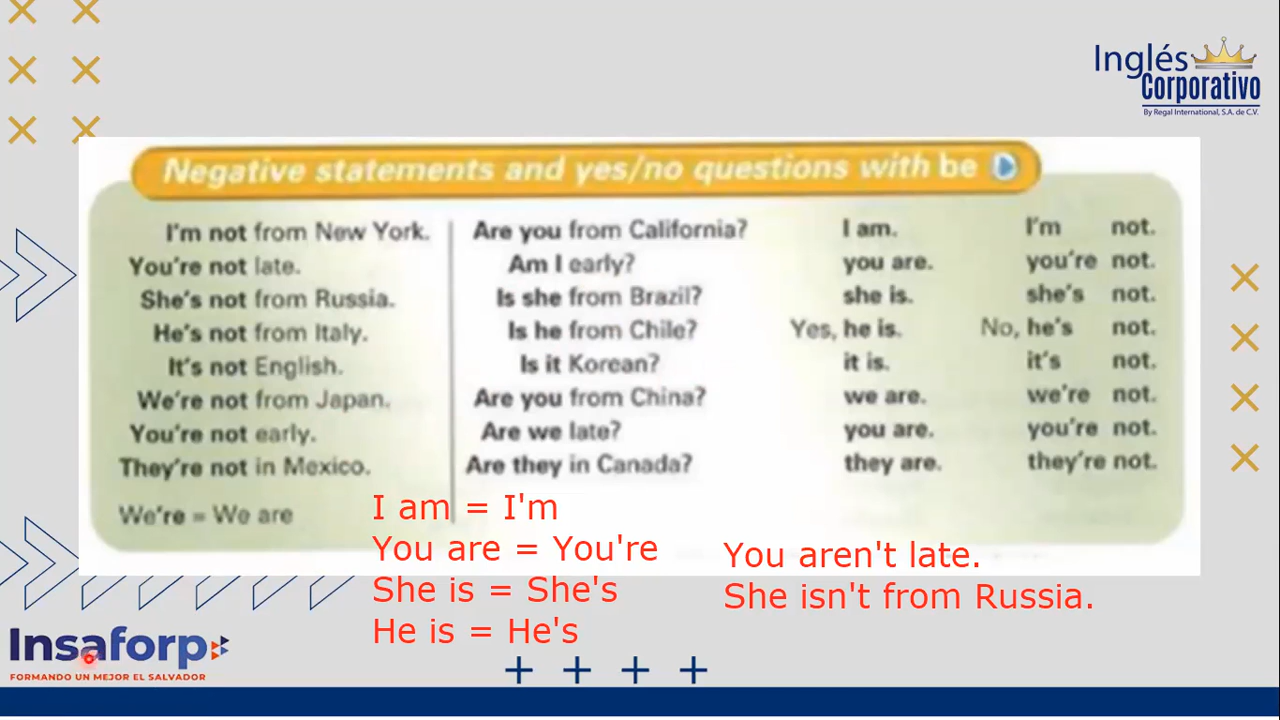 Inglés
Corporativo
By Regal International, S.A. de C.V.
Negative statements and yes/no questions with be
I'm not from New York. Are you from California? I am. I'm not.
You're not late. Am I early? you are. you're not.
She's not from Russia. Is she from Brazil? she is. she's not.
He's not from Italy. Is he from Chile? Yes, he is. No, he's not.
It's not English. Is it Korean? it is. it's not.
We're not from Japan. Are you from China? we are. we're not.
You're not early. Are we late? you are. you're not.
They're not in Mexico. Are they in Canada? they are. they're not.
We're = We are
I am = I'm
You are = You're
She is = She's
He is = He's
You aren't late.
She isn't from Russia.
Insaforp
FORMANDO UN MEJOR EL SALVADOR